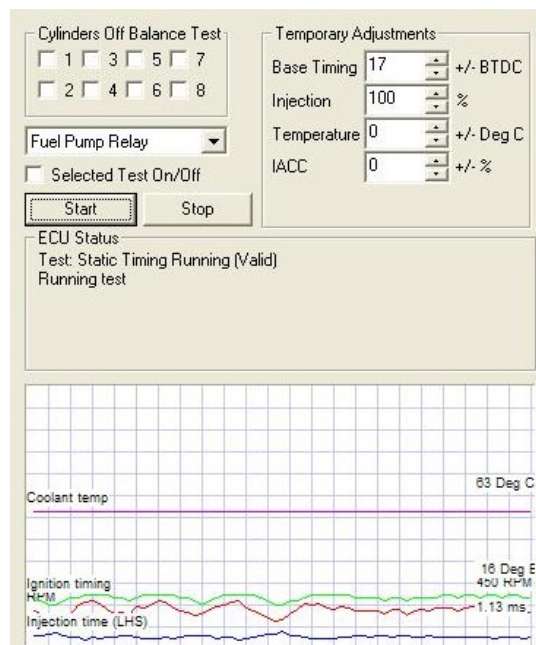 Cylinders Off Balance Test
1 3 5 7
2 4 6 8
Fuel Pump Relay
Selected Test On/Off
Start Stop
Temporary Adjustments
Base Timing 17 +/- BTDC
Injection 100 %
Temperature 0 +/- Deg C
IACC 0 +/- %
ECU Status
Test: Static Timing Running (Valid)
Running test
63 Deg C
Coolant temp
16 Deg
Ignition timing
450 RPM
RPM
1.13 ms
Injection time (LHS)